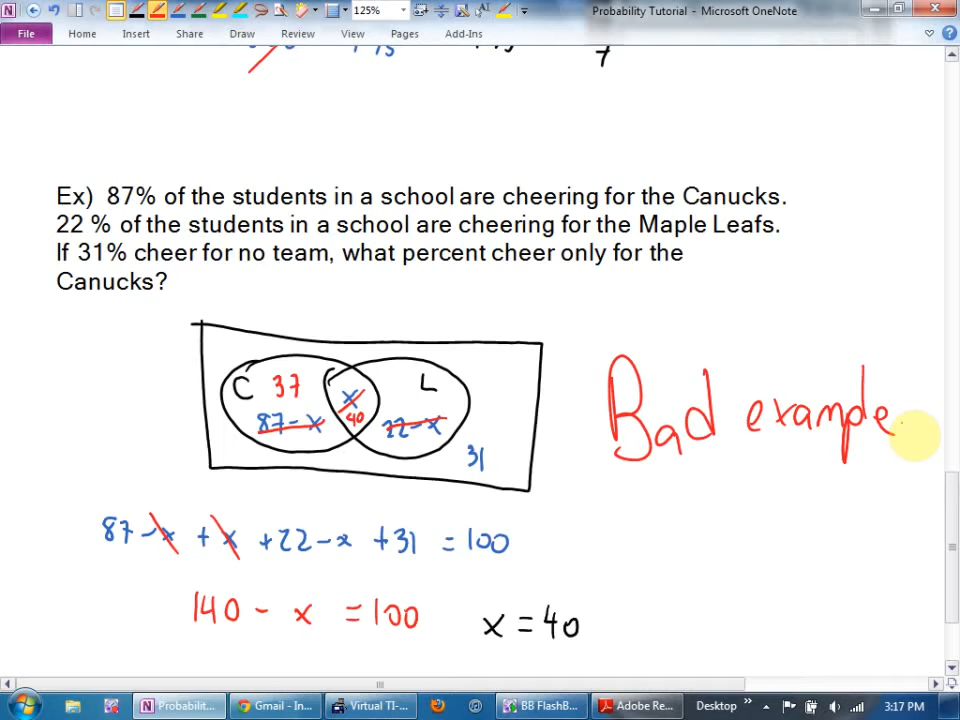 125%
Probability Tutorial - Microsoft OneNote
File Home Insert Share Draw Review View Pages Add-Ins
7
Ex) 87% of the students in a school are cheering for the Canucks.
22 % of the students in a school are cheering for the Maple Leafs.
If 31% cheer for no team, what percent cheer only for the
Canucks?
C 37 x L
87 - x 40 22 - x
31
Bad example
87 - x + x + 22 - x + 31 = 100
140 - x = 100 x = 40
Probabilit... Gmail - In... Virtual TI-... BB FlashB... Adobe Re... Desktop 3:17 PM